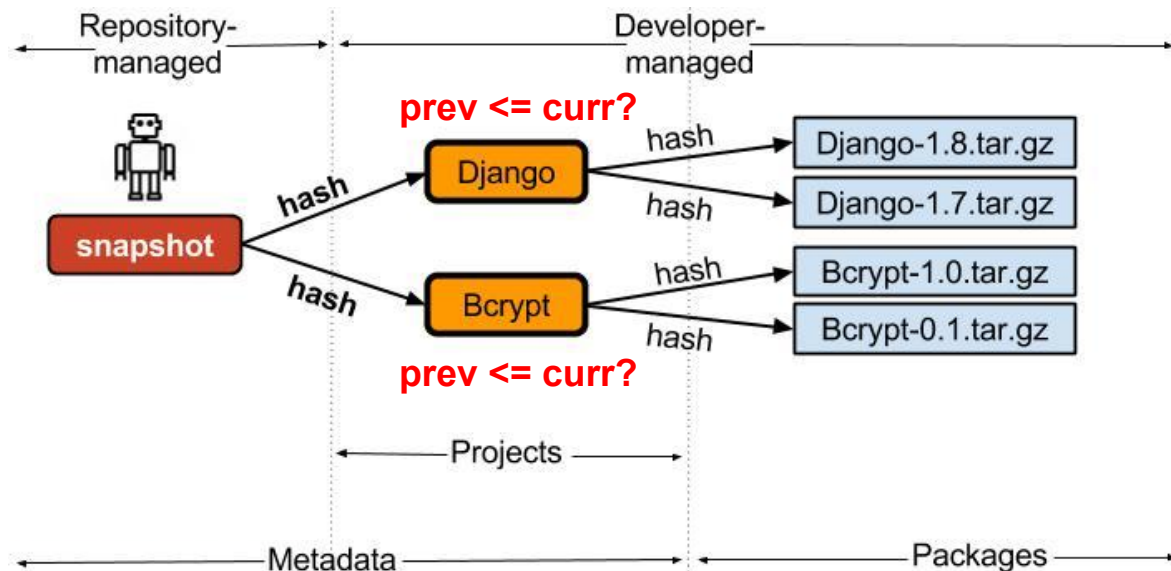 Repository-
managed
Developer-
managed
prev <= curr?
hash
Django-1.8.tar.gz
Django
hash
hash
Django-1.7.tar.gz
snapshot
hash
Bcrypt-1.0.tar.gz
hash
Bcrypt
hash
Bcrypt-0.1.tar.gz
prev <= curr?
Projects
Metadata
Packages